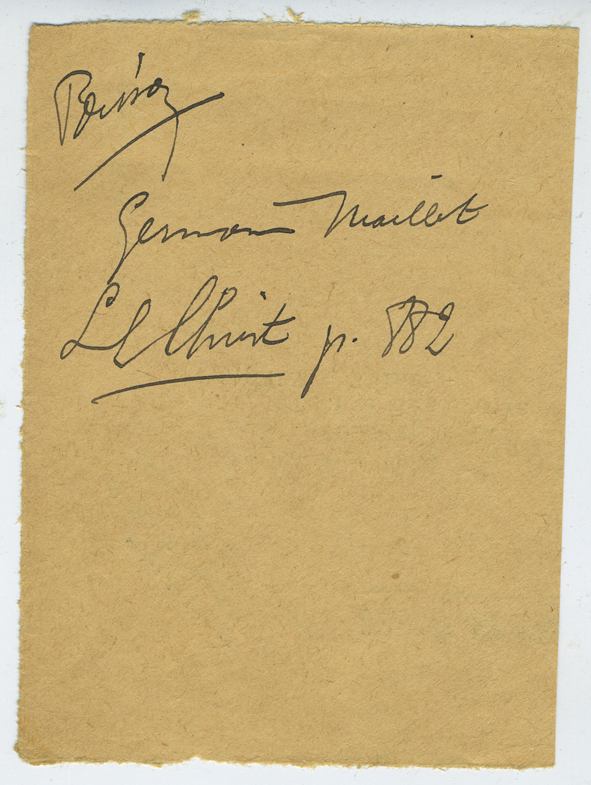 Germain Maillet
Le Christ p. 882